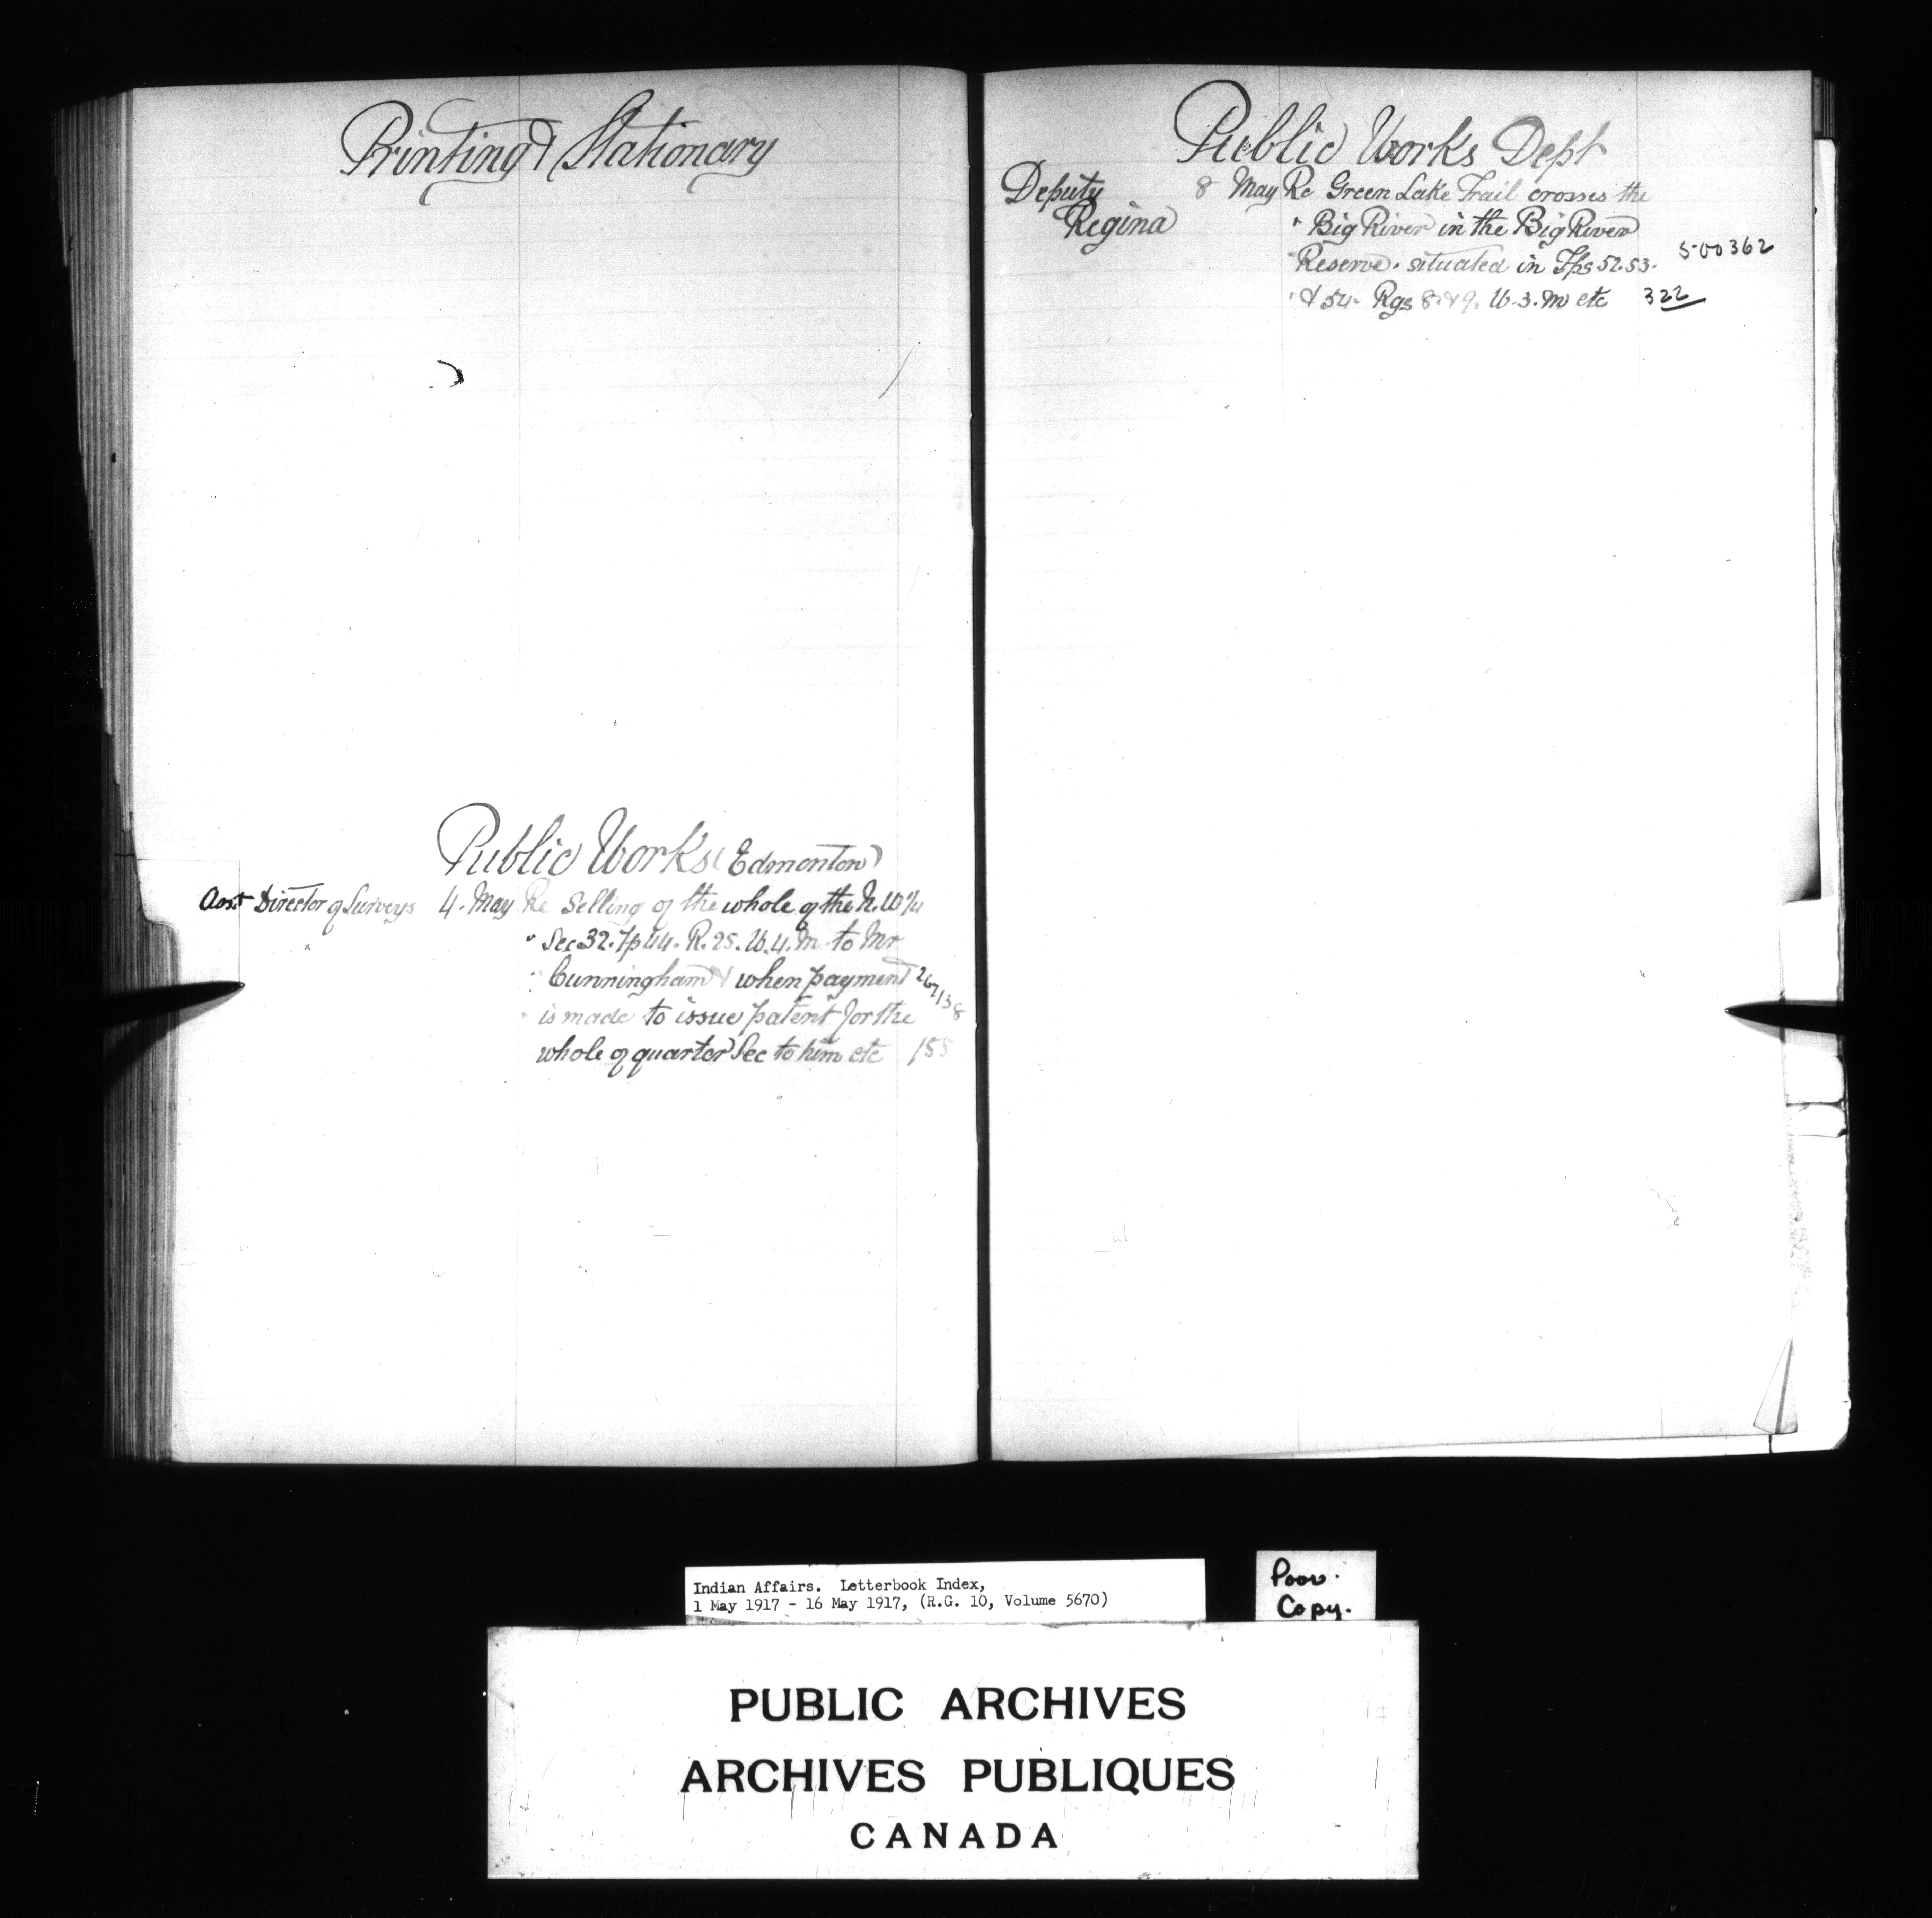 Printing & Stationary
Public Works (Edmonton)
Asst Director of Surveys 4. May Re Selling of the whole of the N.W 1/4
" Sec 32. Tp 44. R. 25. W. 4. M. to Mr
" Cunningham & when payment 267138
" is made to issue patent for the
whole of quarter Sec to him etc 155
Public Works Dept
Deputy 8 May Re Green Lake Trail crosses the
Regina " Big River in the Big River
" Reserve. situated in Tps 52. 53. 500362
" & 54. Rgs 8 & 9. W. 3. M etc 322
Indian Affairs. Letterbook Index,
1 May 1917 - 16 May 1917, (R.G. 10, Volume 5670)
Poor.
Copy.
PUBLIC ARCHIVES
ARCHIVES PUBLIQUES
CANADA